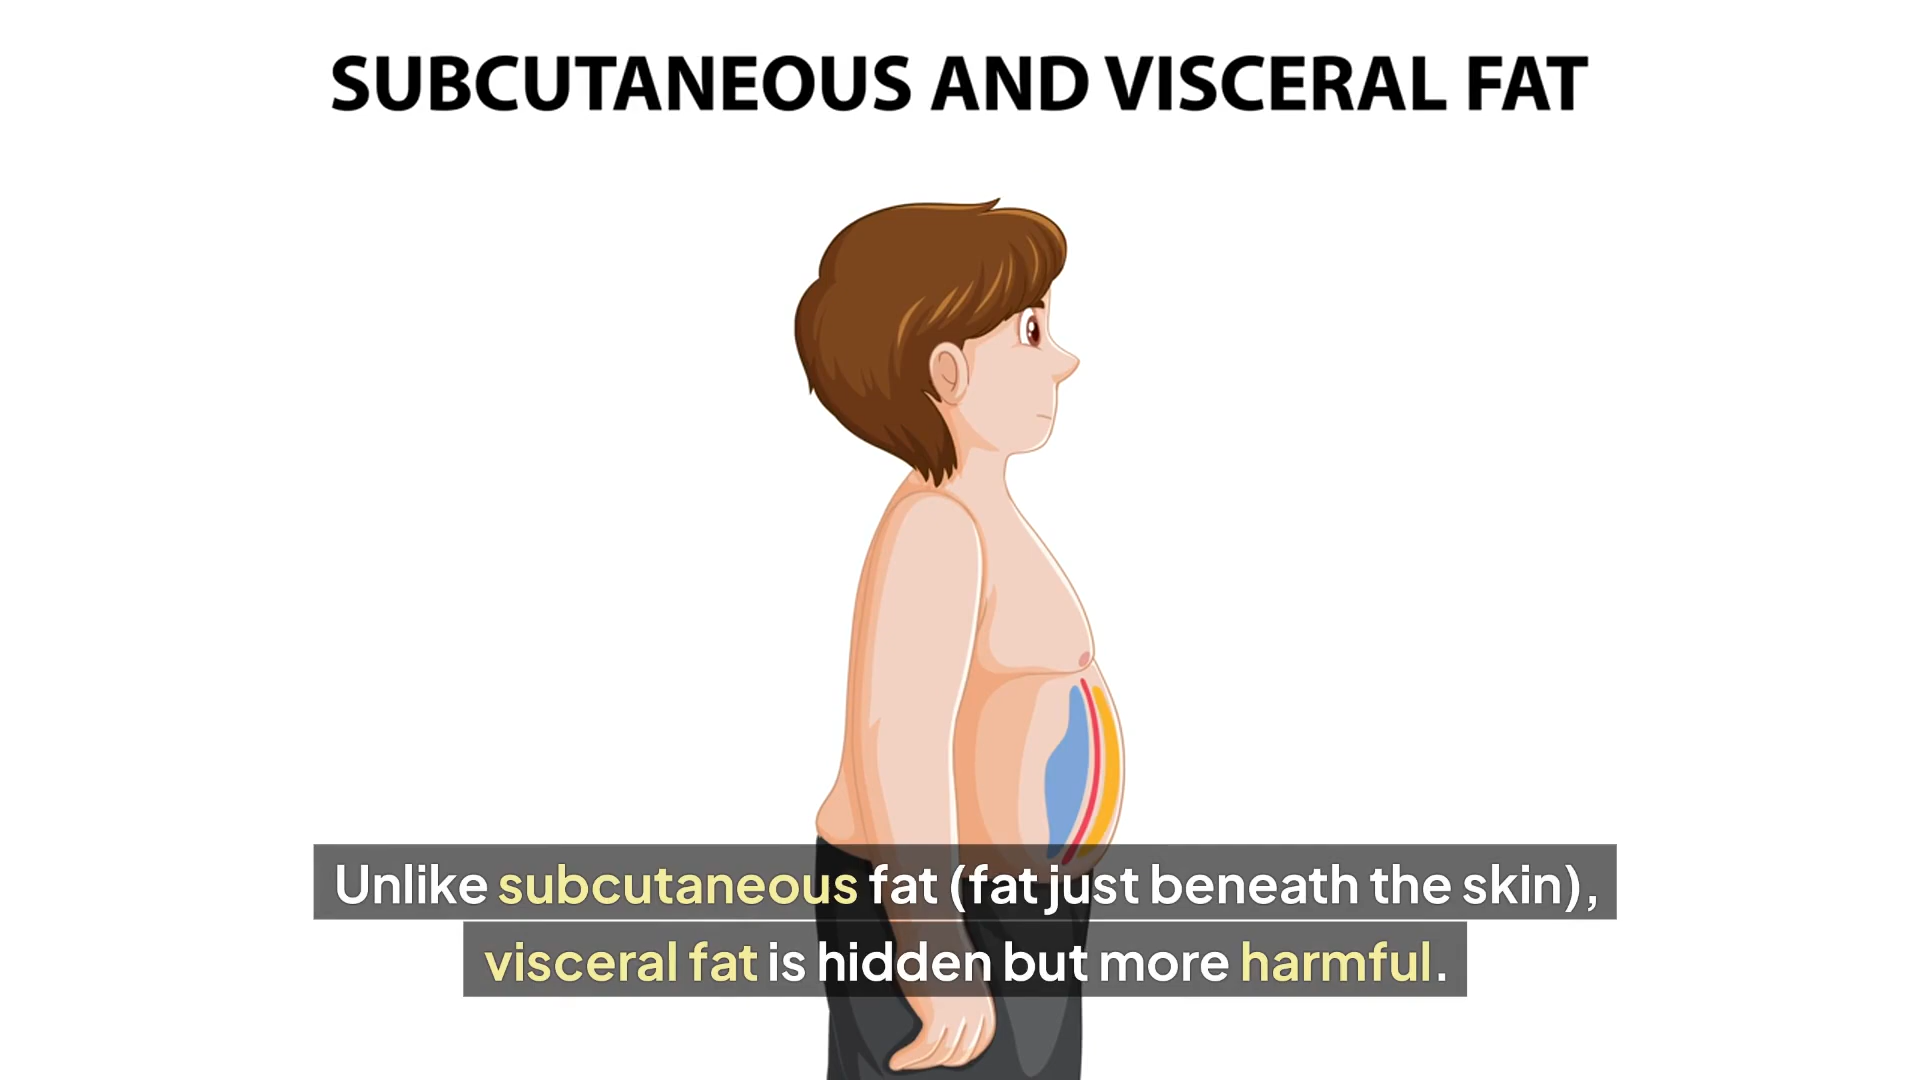 SUBCUTANEOUS AND VISCERAL FAT
Unlike subcutaneous fat (fat just beneath the skin),
visceral fat is hidden but more harmful.